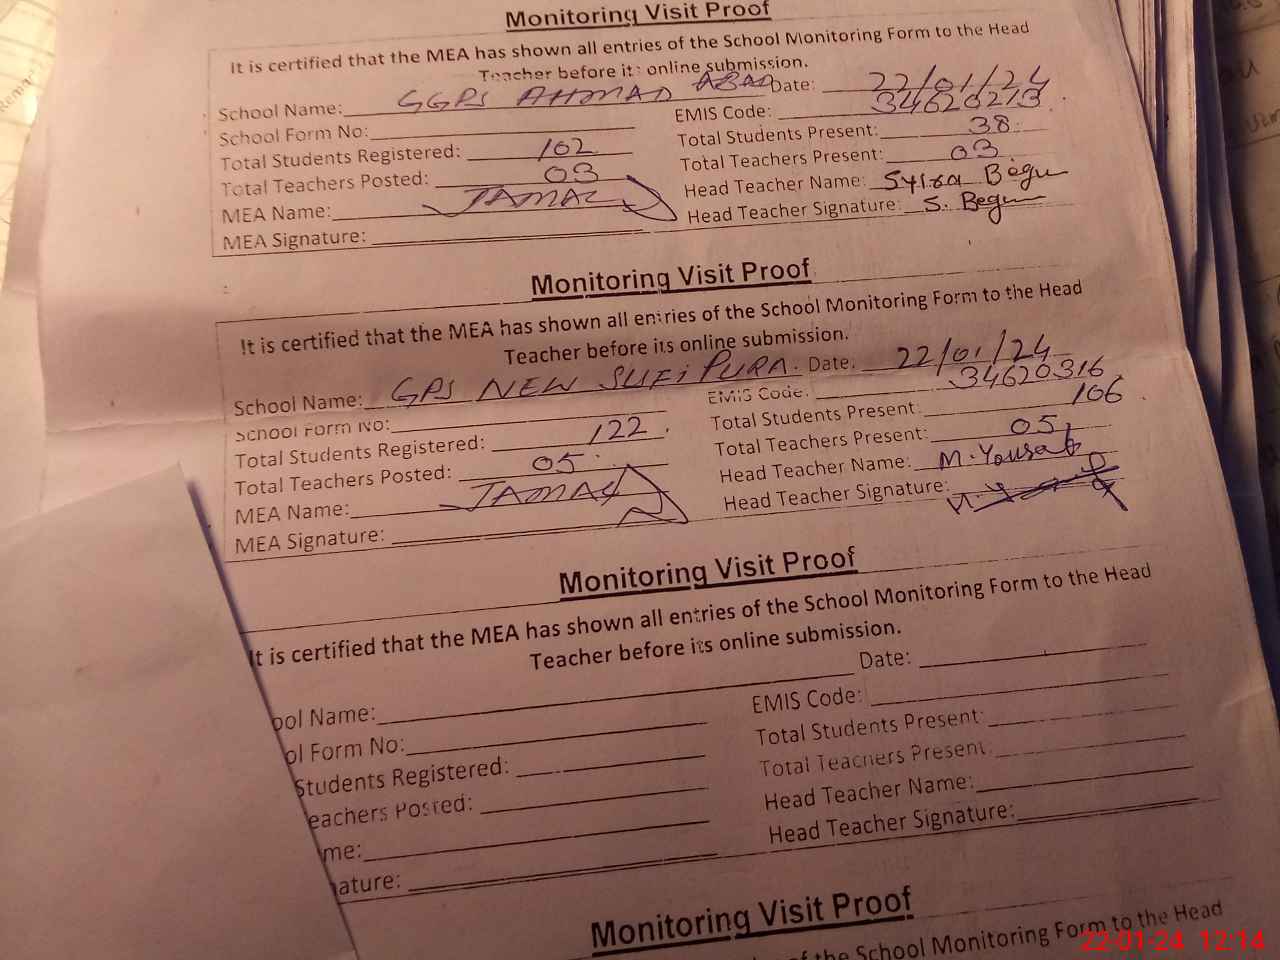 Monitoring Visit Proof
It is certified that the MEA has shown all entries of the School Monitoring Form to the Head
Teacher before its online submission.
School Name: GGPS AHMAD ABAD Date: 22/01/24
School Form No: EMIS Code: 34620273
Total Students Registered: 102 Total Students Present: 38
Total Teachers Posted: 03 Total Teachers Present: 03
MEA Name: Head Teacher Name: Begum
MEA Signature: Head Teacher Signature: S. Begum
Monitoring Visit Proof
It is certified that the MEA has shown all entries of the School Monitoring Form to the Head
Teacher before its online submission.
School Name: GPS NEW SUFiPURA. Date: 22/01/24
School Form No: EMIS Code: 34620316
Total Students Registered: 122 Total Students Present: 106
Total Teachers Posted: 05 Total Teachers Present: 05
MEA Name: Head Teacher Name: M. Yousaf
MEA Signature: Head Teacher Signature:
Monitoring Visit Proof
It is certified that the MEA has shown all entries of the School Monitoring Form to the Head
Teacher before its online submission.
ool Name: Date:
ol Form No: EMIS Code:
Students Registered: Total Students Present:
eachers Posted: Total Teachers Present:
me: Head Teacher Name:
ature: Head Teacher Signature:
Monitoring Visit Proof
of the School Monitoring Form to the Head
22-01-24 12:14